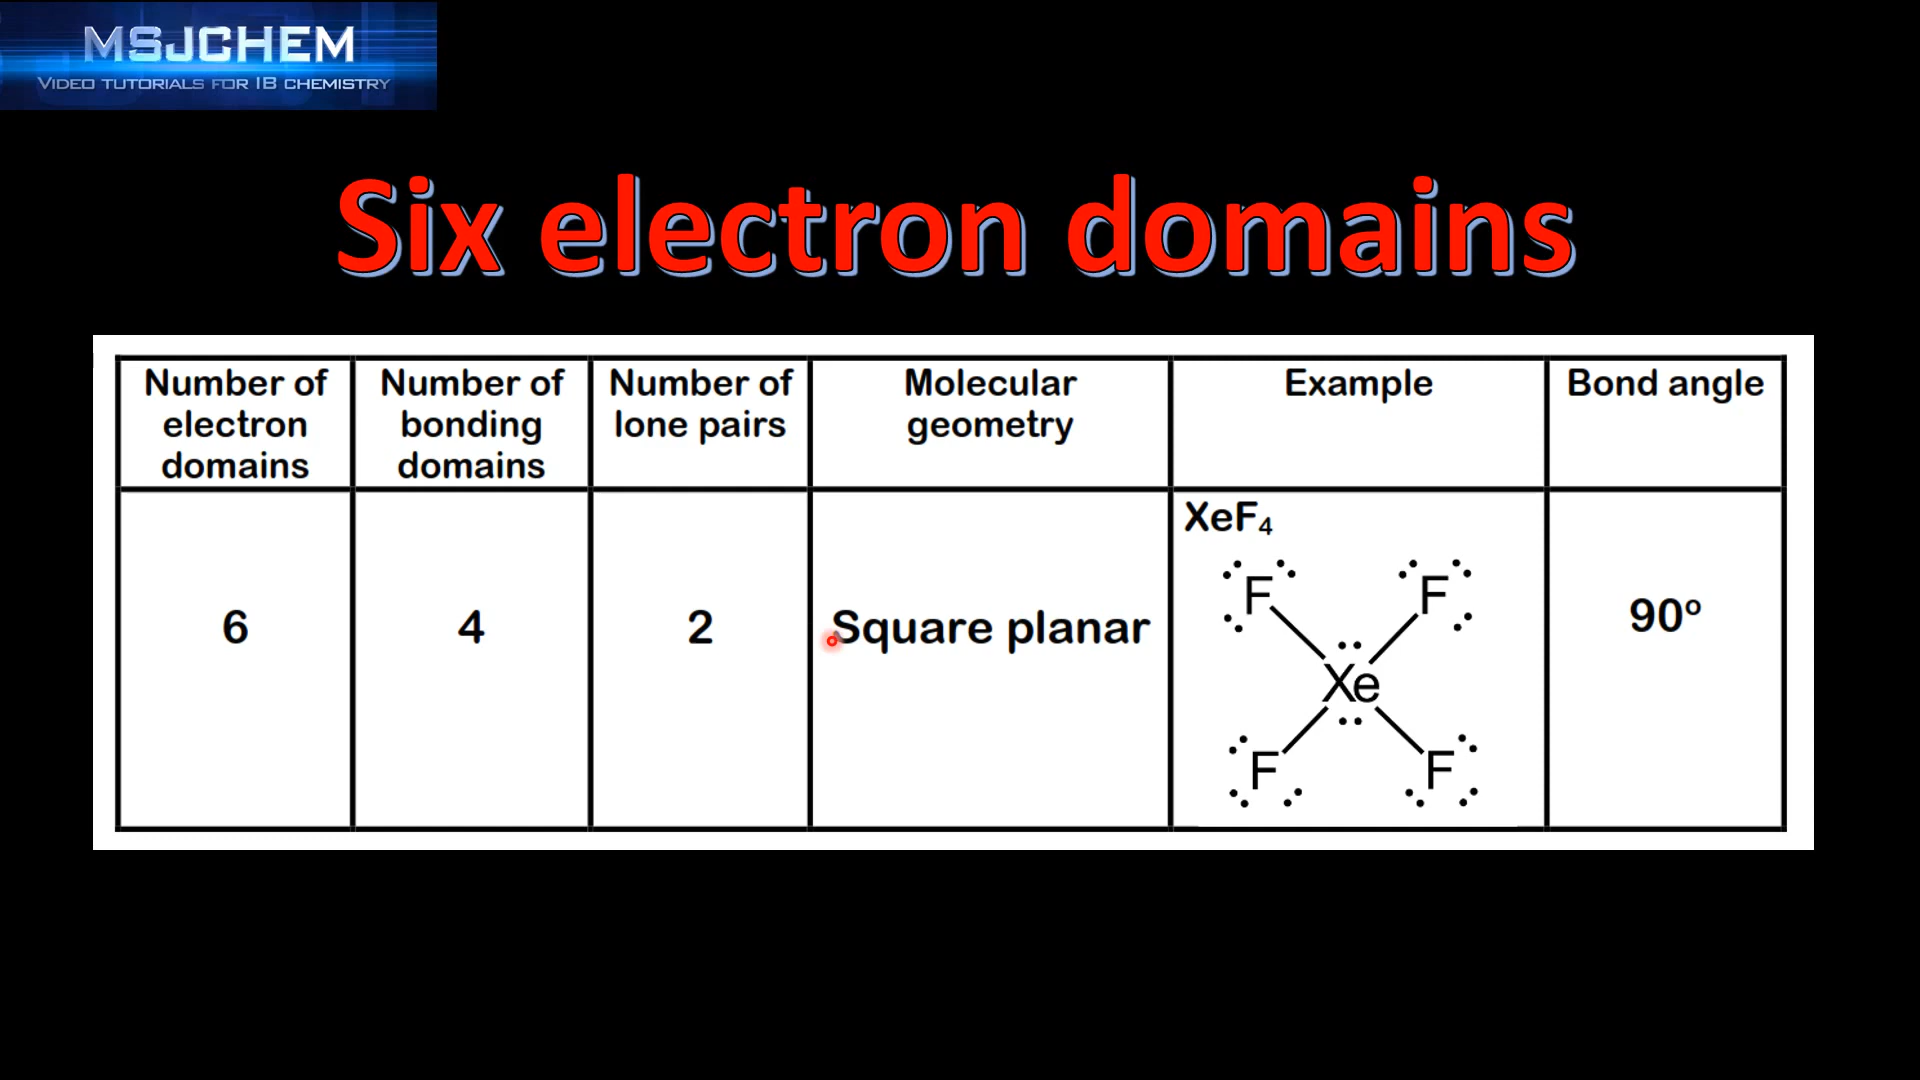 MSJCHEM
VIDEO TUTORIALS FOR IB CHEMISTRY
Six electron domains
Number of electron domains
Number of bonding domains
Number of lone pairs
Molecular geometry
Example
Bond angle
6
4
2
Square planar
XeF₄
F F
Xe
F F
90º